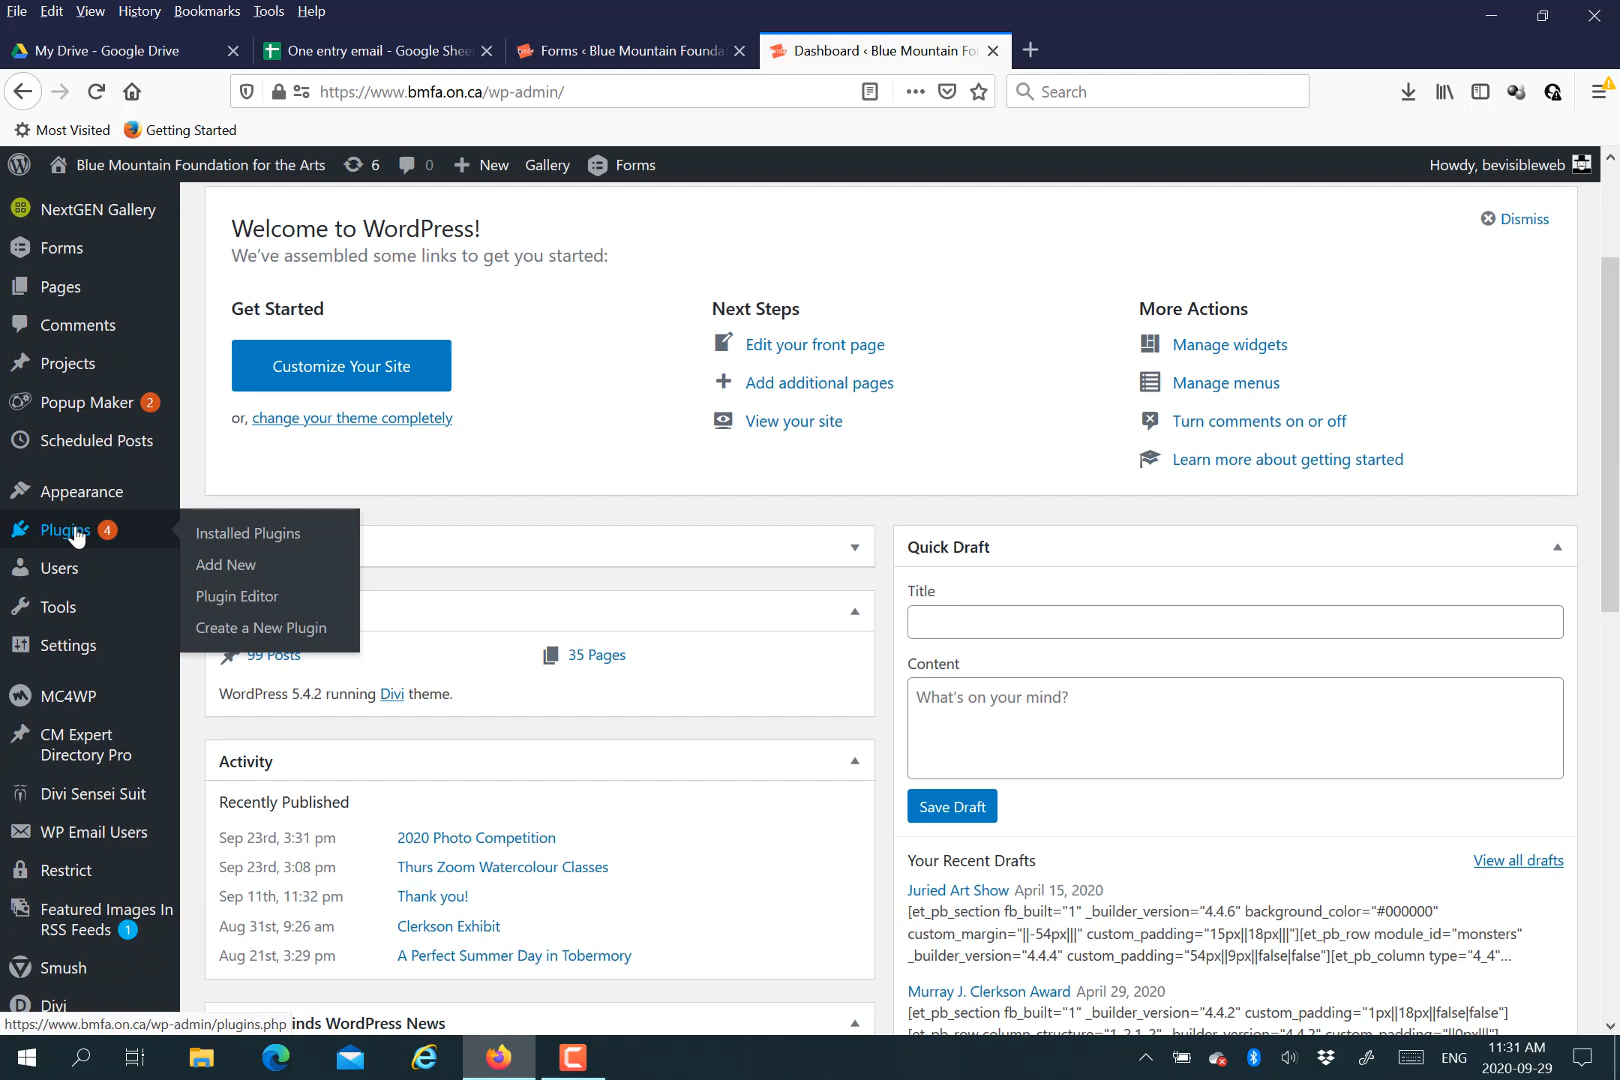 File Edit View History Bookmarks Tools Help
My Drive - Google Drive
One entry email - Google Shee
Forms ‹ Blue Mountain Founda
Dashboard ‹ Blue Mountain Fo
https://www.bmfa.on.ca/wp-admin/
Search
Most Visited Getting Started
Blue Mountain Foundation for the Arts 6 0 New Gallery Forms
Howdy, bevisibleweb
NextGEN Gallery
Forms
Pages
Comments
Projects
Popup Maker 2
Scheduled Posts
Appearance
Plugins 4
Users
Tools
Settings
MC4WP
CM Expert
Directory Pro
Divi Sensei Suit
WP Email Users
Restrict
Featured Images In
RSS Feeds 1
Smush
Divi
Installed Plugins
Add New
Plugin Editor
Create a New Plugin
Welcome to WordPress!
We've assembled some links to get you started:
Dismiss
Get Started
Customize Your Site
or, change your theme completely
Next Steps
Edit your front page
Add additional pages
View your site
More Actions
Manage widgets
Manage menus
Turn comments on or off
Learn more about getting started
99 Posts
35 Pages
WordPress 5.4.2 running Divi theme.
Activity
Recently Published
Sep 23rd, 3:31 pm 2020 Photo Competition
Sep 23rd, 3:08 pm Thurs Zoom Watercolour Classes
Sep 11th, 11:32 pm Thank you!
Aug 31st, 9:26 am Clerkson Exhibit
Aug 21st, 3:29 pm A Perfect Summer Day in Tobermory
inds WordPress News
Quick Draft
Title
Content
What's on your mind?
Save Draft
Your Recent Drafts
View all drafts
Juried Art Show April 15, 2020
[et_pb_section fb_built="1" _builder_version="4.4.6" background_color="#000000"
custom_margin="||-54px|||" custom_padding="15px||18px|||"][et_pb_row module_id="monsters"
_builder_version="4.4.4" custom_padding="54px||9px||false|false"][et_pb_column type="4_4"...
Murray J. Clerkson Award April 29, 2020
[et_pb_section fb_built="1" _builder_version="4.4.2" custom_padding="1px||18px||false|false"]
[et_pb_row column_structure="1_2,1_2" _builder_version="4.4.2" custom_padding="||0px|||"]
https://www.bmfa.on.ca/wp-admin/plugins.php
ENG
11:31 AM
2020-09-29